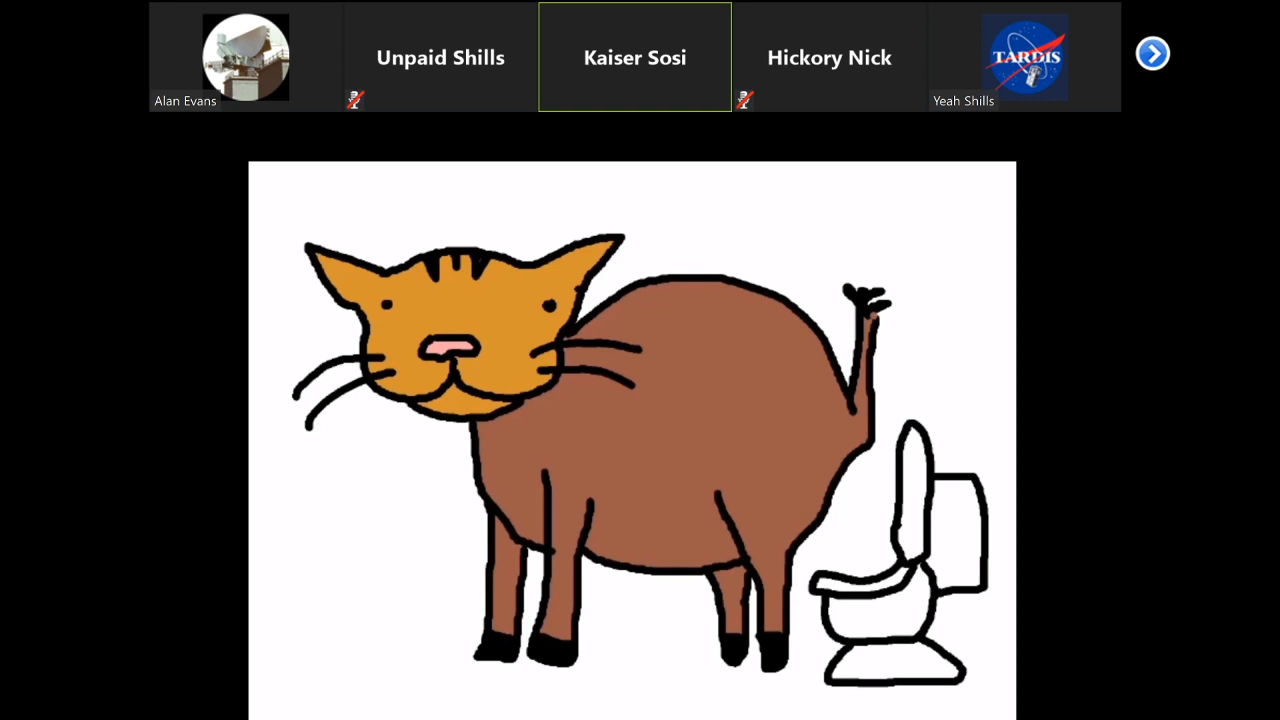 Unpaid Shills
Kaiser Sosi
Hickory Nick
TARDIS
Alan Evans
Yeah Shills